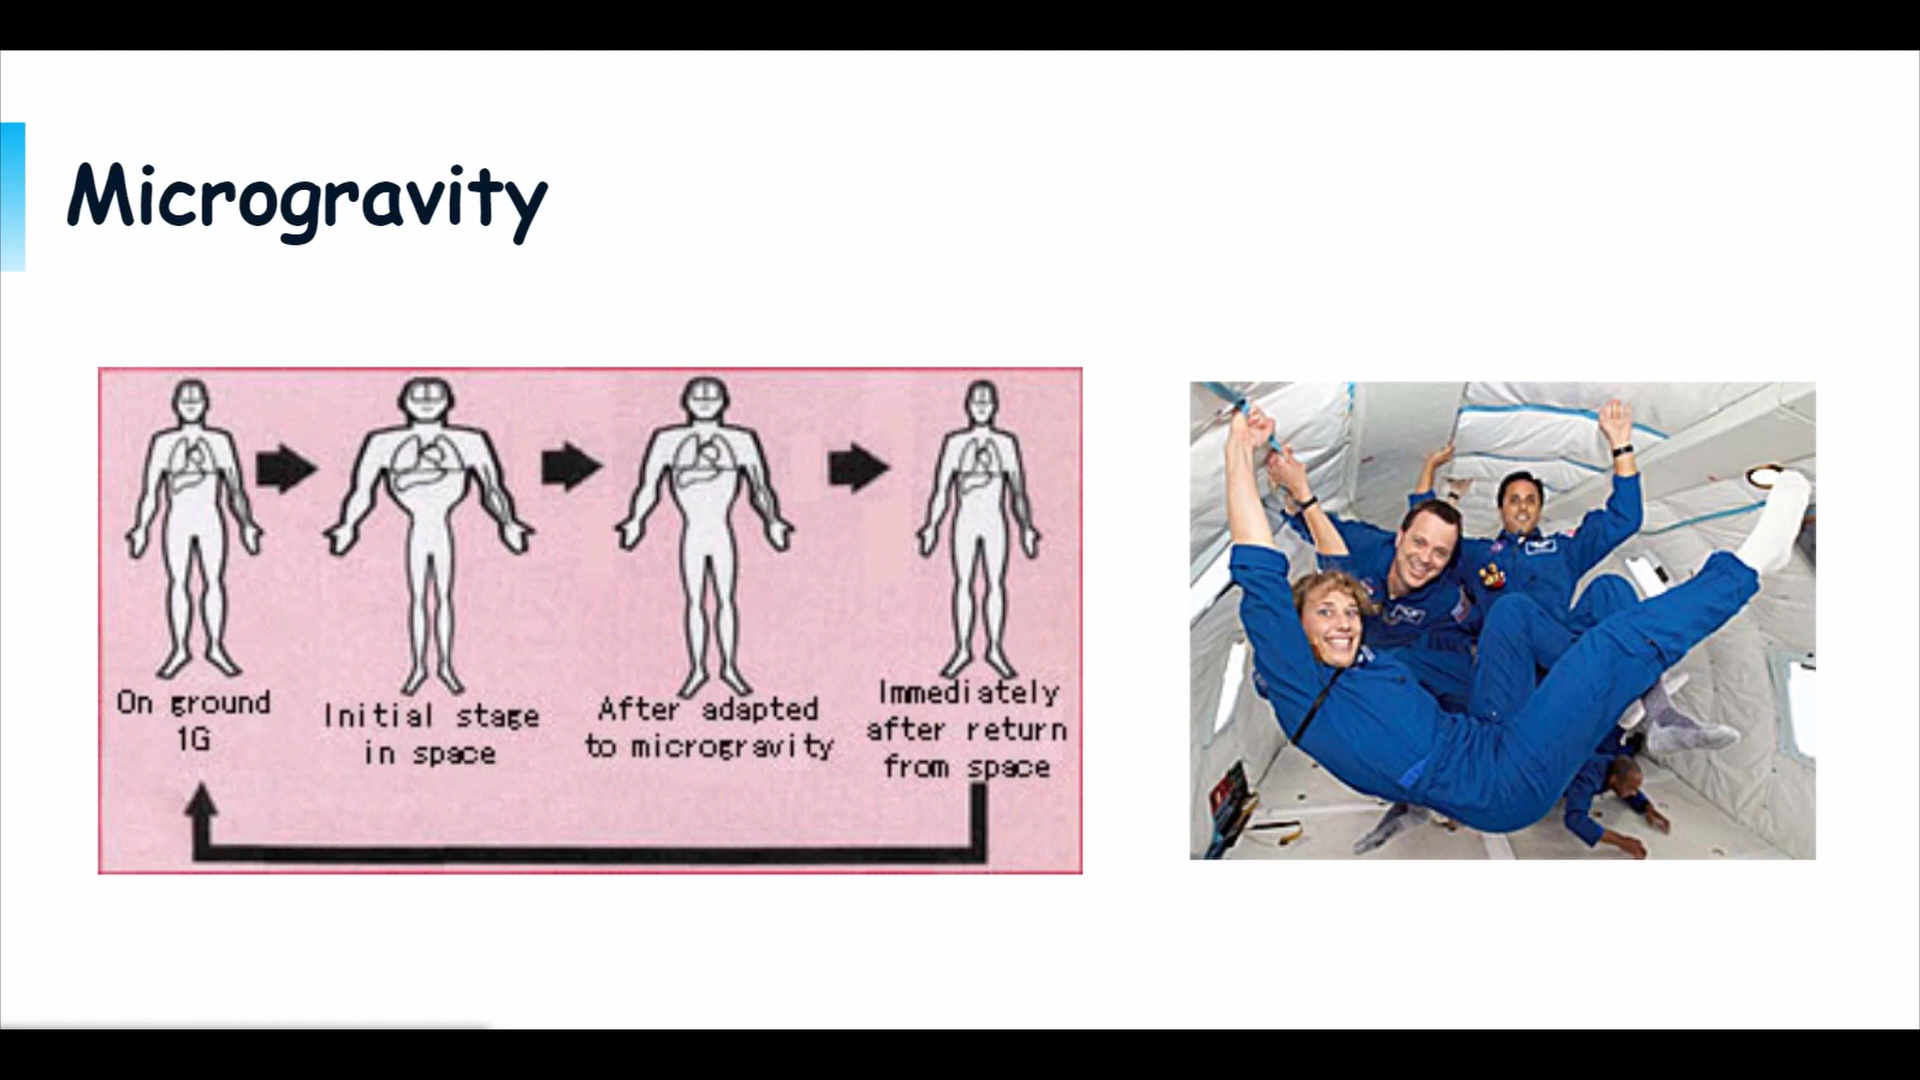 Microgravity
On ground
1G
Initial stage
in space
After adapted
to microgravity
Immediately
after return
from space